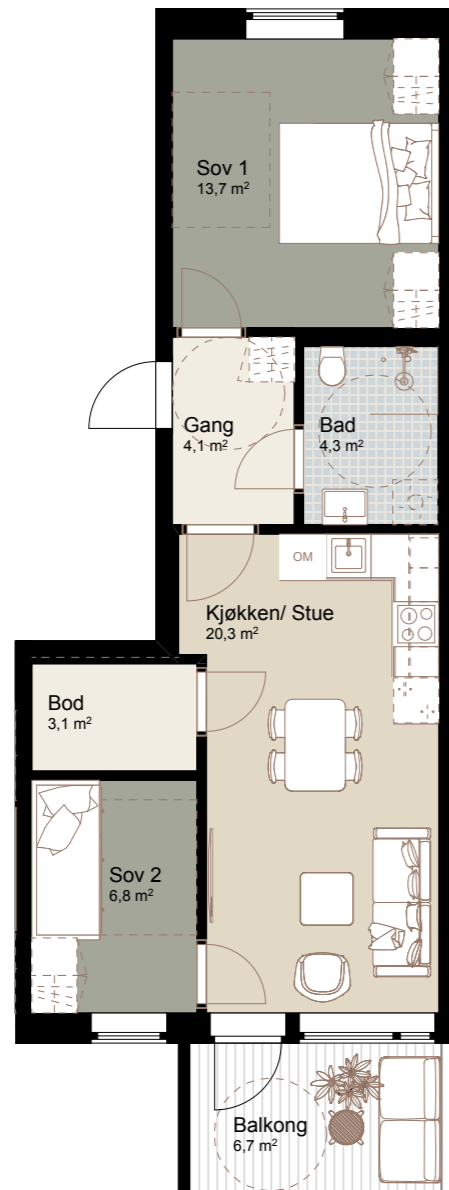 Sov 1
13,7 m²
Gang
4,1 m²
Bad
4,3 m²
OM
Kjøkken/ Stue
20,3 m²
Bod
3,1 m²
Sov 2
6,8 m²
Balkong
6,7 m²